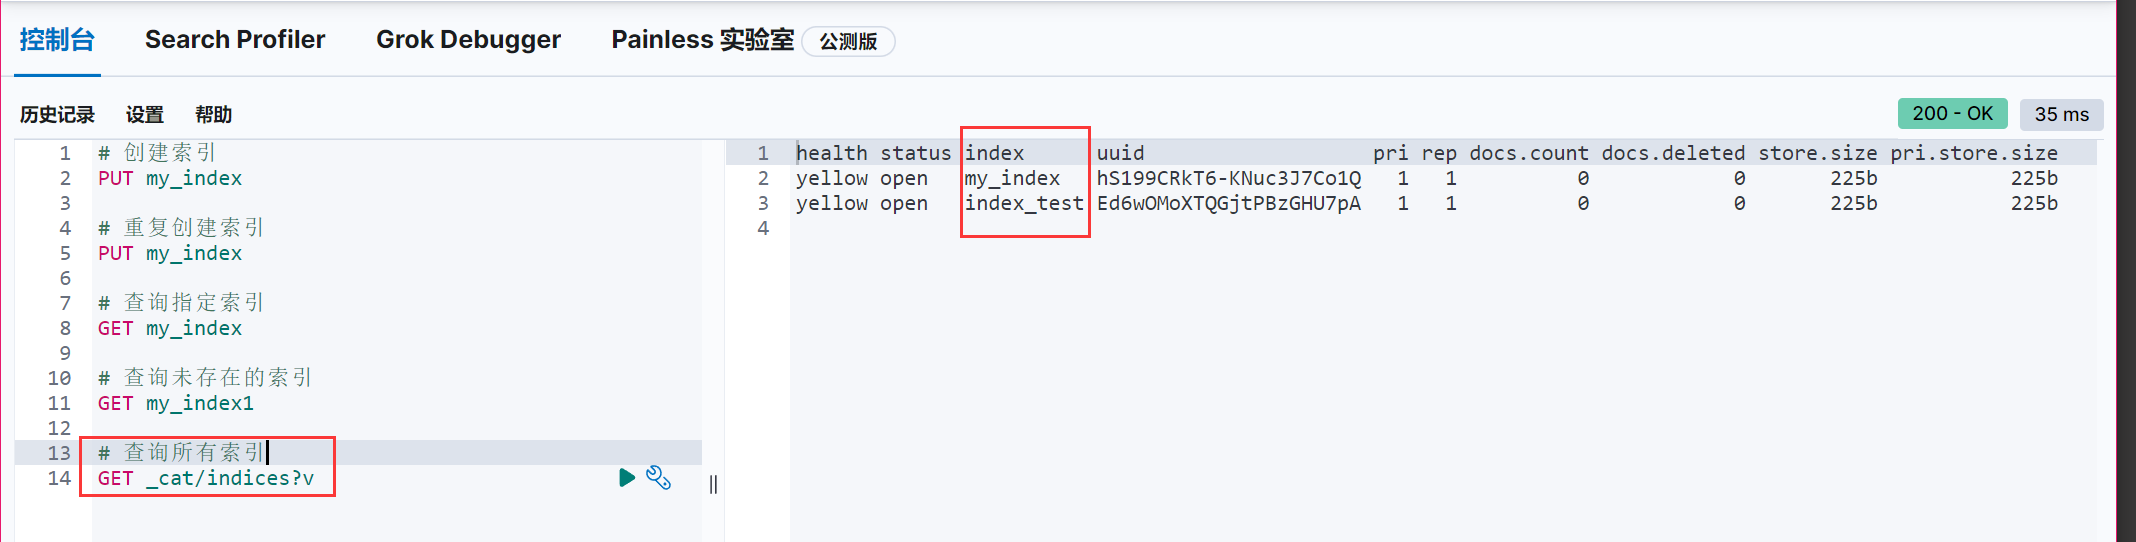 控制台 Search Profiler Grok Debugger Painless 实验室 公测版
历史记录 设置 帮助 200 - OK 35 ms
1 # 创建索引
2 PUT my_index
3
4 # 重复创建索引
5 PUT my_index
6
7 # 查询指定索引
8 GET my_index
9
10 # 查询未存在的索引
11 GET my_index1
12
13 # 查询所有索引
14 GET _cat/indices?v
1 health status index uuid pri rep docs.count docs.deleted store.size pri.store.size
2 yellow open my_index hS199CRkT6-KNuc3J7Co1Q 1 1 0 0 225b 225b
3 yellow open index_test Ed6wOMoXTQGjtPBzGHU7pA 1 1 0 0 225b 225b
4